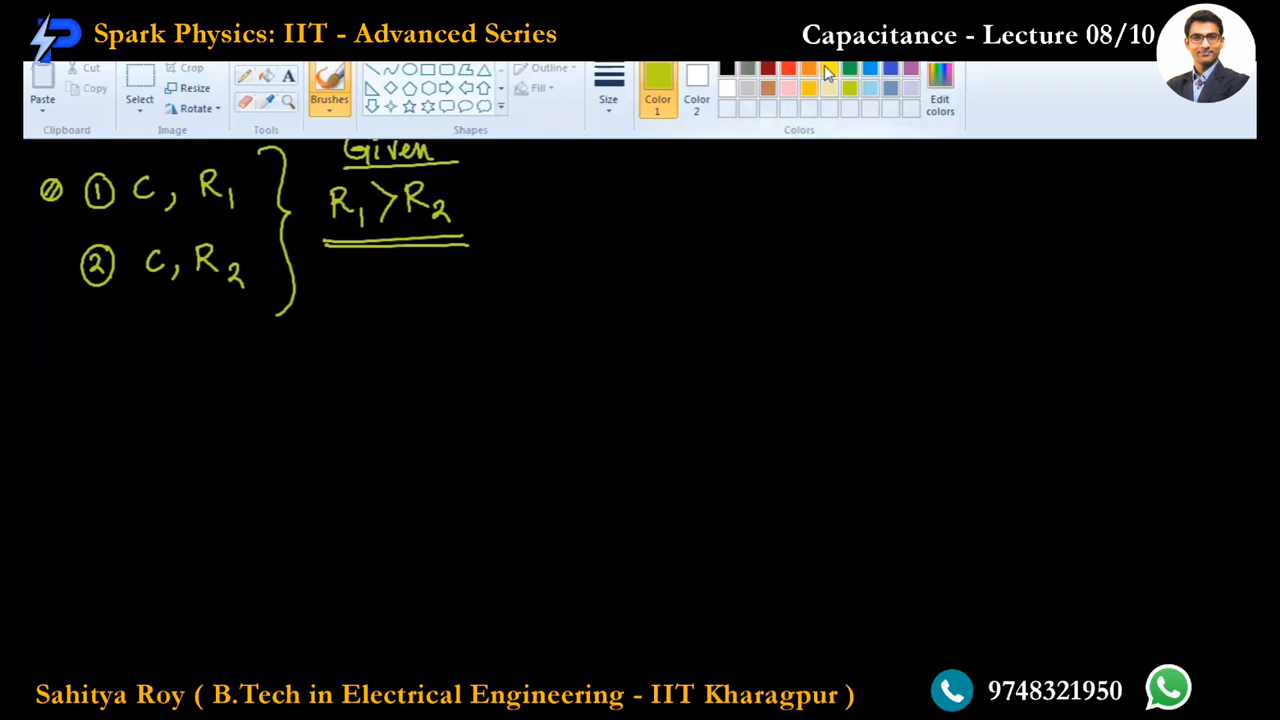 Spark Physics: IIT - Advanced Series
Capacitance - Lecture 08/10
Paste
Cut
Copy
Clipboard
Select
Crop
Resize
Rotate
Image
A
Tools
Brushes
Outline
Fill
Shapes
Size
Color 1
Color 2
Edit colors
Colors
Given
① C, R₁
R₁ > R₂
② C, R₂
Sahitya Roy ( B.Tech in Electrical Engineering - IIT Kharagpur )
9748321950